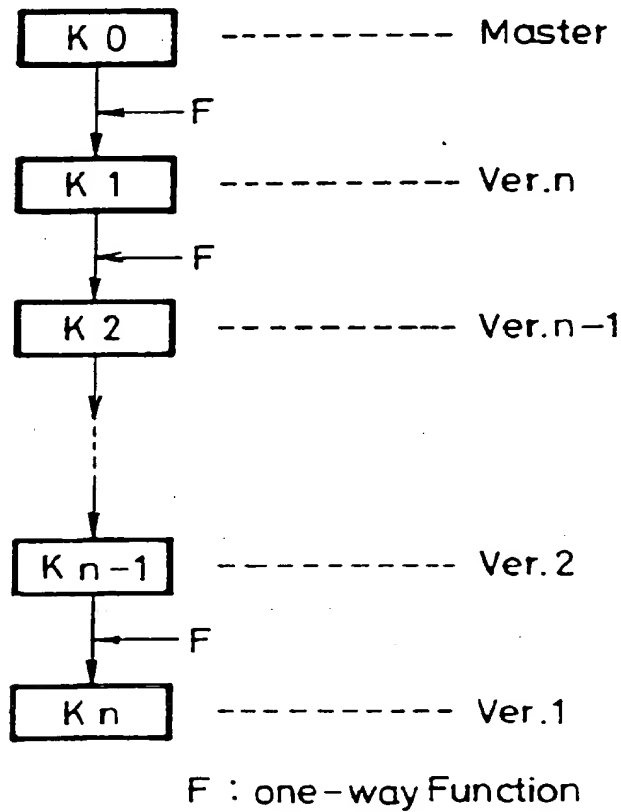 K 0 ---------- Master
F
K 1 ---------- Ver.n
F
K 2 ---------- Ver.n-1
K n-1 ---------- Ver.2
F
K n ---------- Ver.1
F : one-way Function